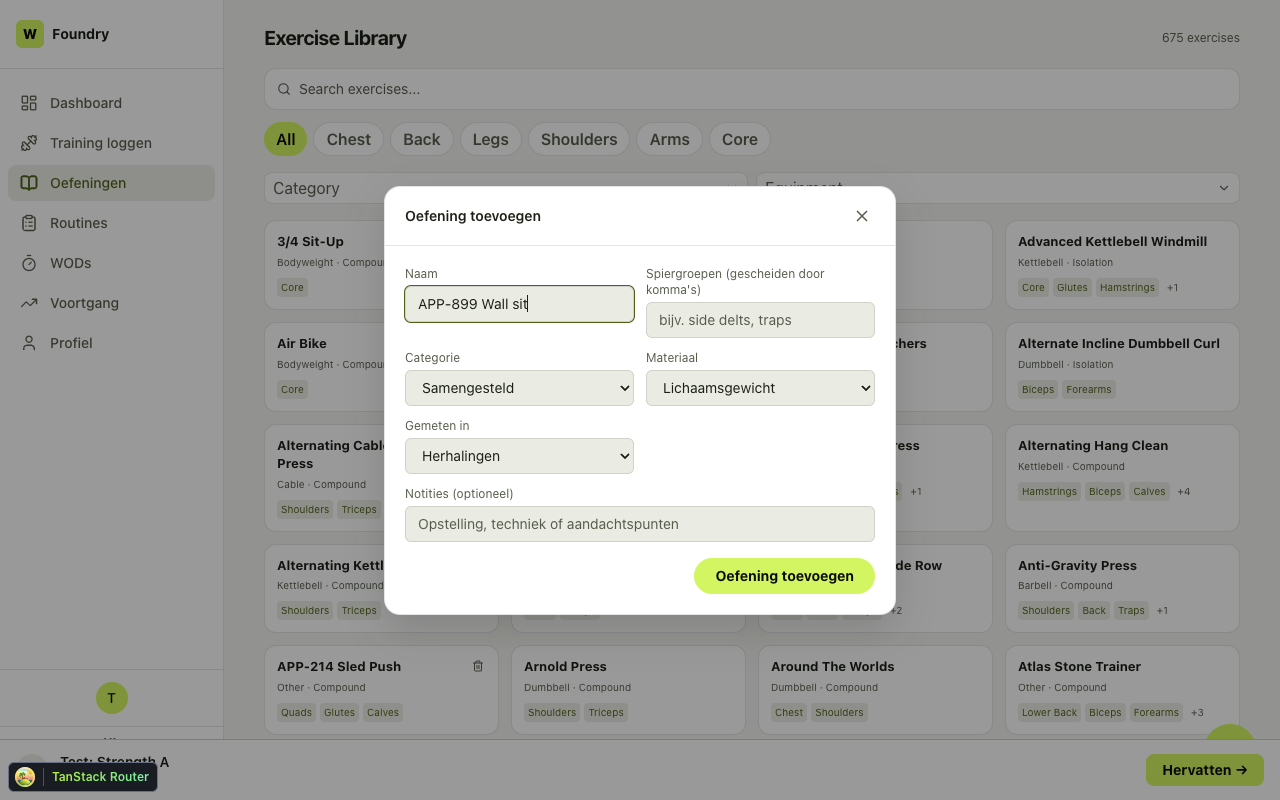 W Foundry
Dashboard
Training loggen
Oefeningen
Routines
WODs
Voortgang
Profiel
T
TanStack Router
Exercise Library
675 exercises
Search exercises...
All Chest Back Legs Shoulders Arms Core
Category
3/4 Sit-Up
Core
Advanced Kettlebell Windmill
Kettlebell · Isolation
Core Glutes Hamstrings +1
Air Bike
Core
Alternate Incline Dumbbell Curl
Dumbbell · Isolation
Biceps Forearms
Press
Cable · Compound
Shoulders Triceps
+1
Alternating Hang Clean
Kettlebell · Compound
Hamstrings Biceps Calves +4
Shoulders Triceps
Row
+2
Anti-Gravity Press
Barbell · Compound
Shoulders Back Traps +1
APP-214 Sled Push
Other · Compound
Quads Glutes Calves
Arnold Press
Dumbbell · Compound
Shoulders Triceps
Around The Worlds
Dumbbell · Compound
Chest Shoulders
Atlas Stone Trainer
Other · Compound
Lower Back Biceps Forearms +3
Oefening toevoegen
Naam
APP-899 Wall sit
Spiergroepen (gescheiden door
komma's)
bijv. side delts, traps
Categorie
Samengesteld
Materiaal
Lichaamsgewicht
Gemeten in
Herhalingen
Notities (optioneel)
Opstelling, techniek of aandachtspunten
Oefening toevoegen
Test: Strength A
Hervatten →